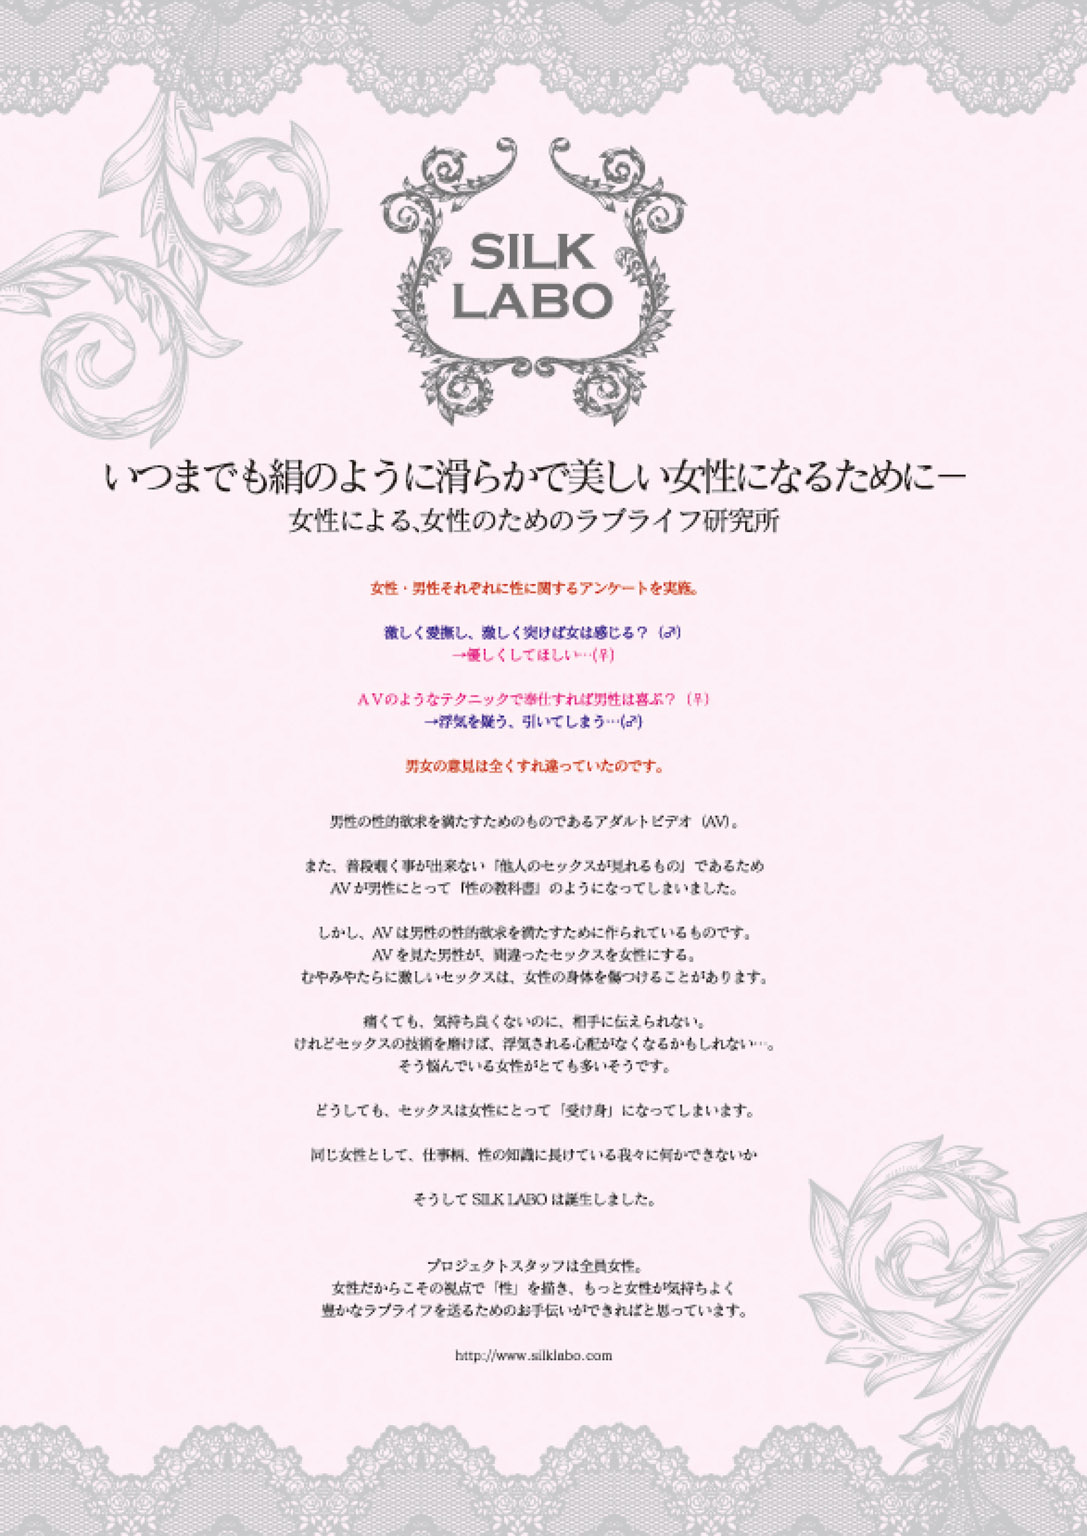 SILK
LABO
いつまでも絹のように滑らかで美しい女性になるために－
女性による、女性のためのラブライフ研究所
女性・男性それぞれに性に関するアンケートを実施。
激しく愛撫し、激しく突けば女は感じる？（♂）
→優しくしてほしい…(♀)
ＡＶのようなテクニックで奉仕すれば男性は喜ぶ？（♀）
→浮気を疑う、引いてしまう…(♂)
男女の意見は全くすれ違っていたのです。
男性の性的欲求を満たすためのものであるアダルトビデオ（AV）。
また、普段覗く事が出来ない「他人のセックスが見れるもの」であるため
AVが男性にとって『性の教科書』のようになってしまいました。
しかし、AVは男性の性的欲求を満たすために作られているものです。
AVを見た男性が、間違ったセックスを女性にする。
むやみやたらに激しいセックスは、女性の身体を傷つけることがあります。
痛くても、気持ち良くないのに、相手に伝えられない。
けれどセックスの技術を磨けば、浮気される心配がなくなるかもしれない…。
そう悩んでいる女性がとても多いそうです。
どうしても、セックスは女性にとって「受け身」になってしまいます。
同じ女性として、仕事柄、性の知識に長けている我々に何かできないか
そうして SILK LABO は誕生しました。
プロジェクトスタッフは全員女性。
女性だからこその視点で「性」を描き、もっと女性が気持ちよく
豊かなラブライフを送るためのお手伝いができればと思っています。
http://www.silklabo.com